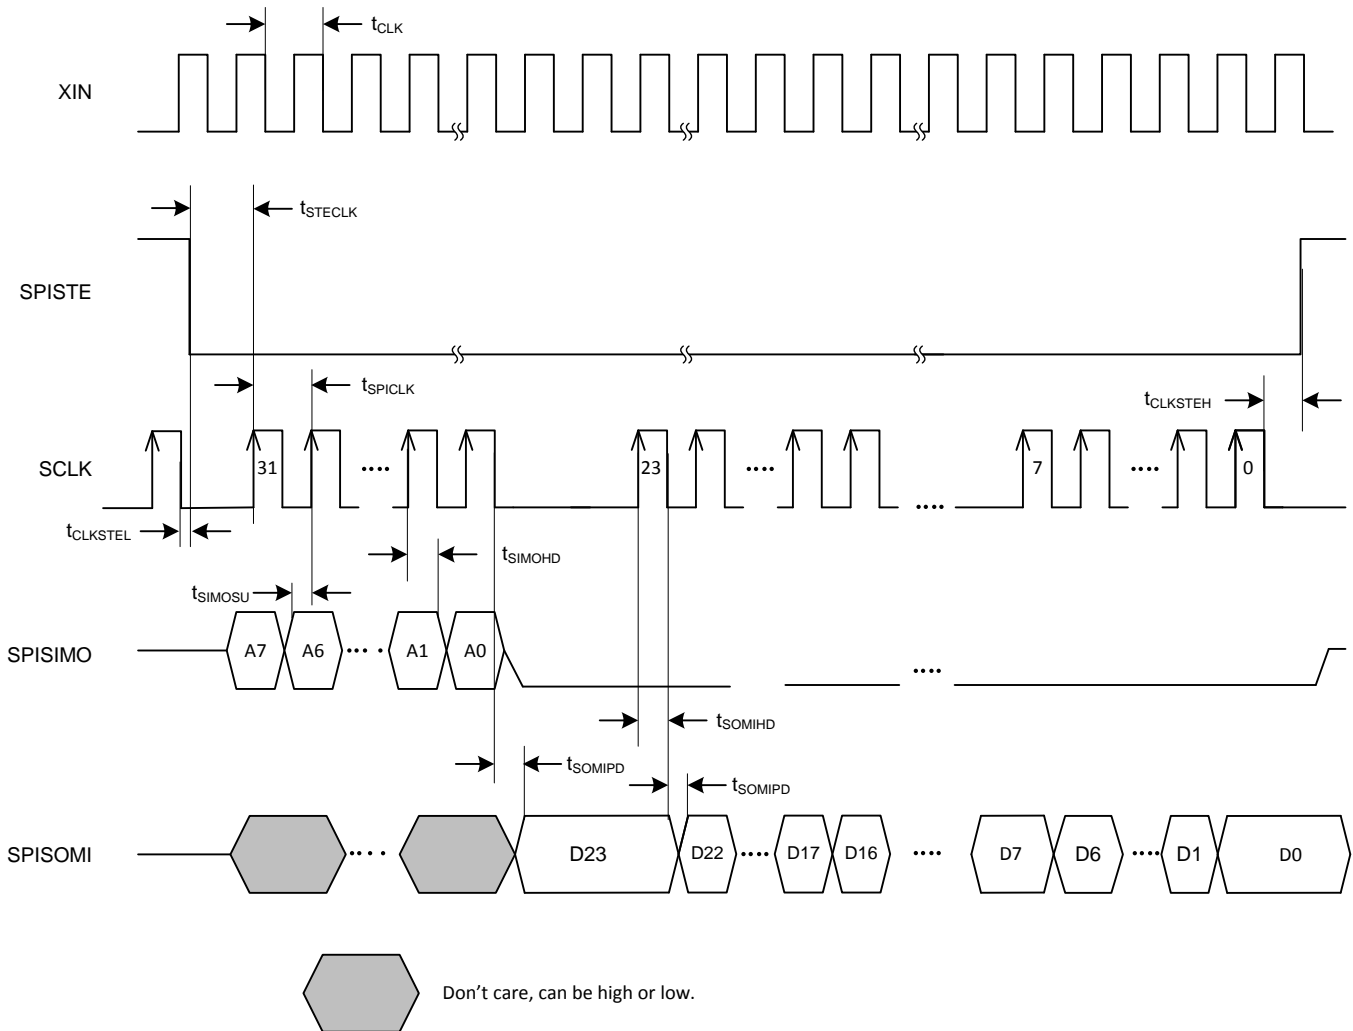 tCLK
XIN
tSTECLK
SPISTE
tSPICLK
tCLKSTEH
SCLK
31
....
23
....
....
7
....
0
tCLKSTEL
tSIMOHD
tSIMOSU
SPISIMO
A7
A6
....
A1
A0
....
tSOMIHD
tSOMIPD
tSOMIPD
SPISOMI
....
D23
D22
....
D17
D16
....
D7
D6
....
D1
D0
Don’t care, can be high or low.